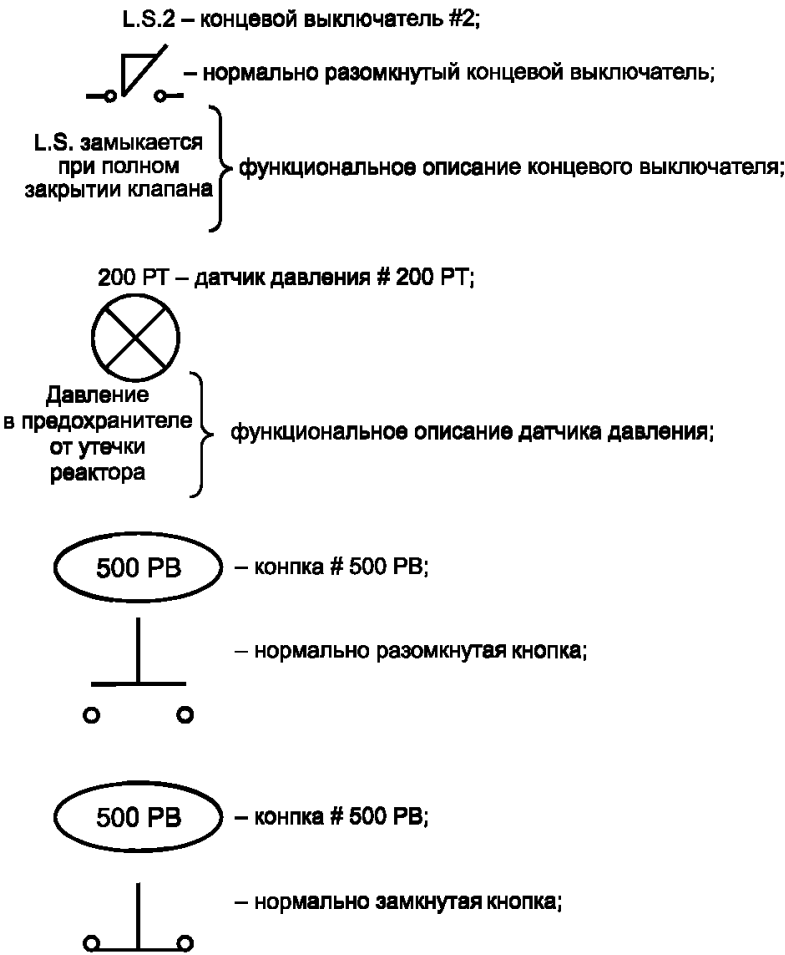 L.S.2 – концевой выключатель #2;
– нормально разомкнутый концевой выключатель;
L.S. замыкается
при полном
закрытии клапана
функциональное описание концевого выключателя;
200 PT – датчик давления # 200 PT;
Давление
в предохранителе
от утечки
реактора
функциональное описание датчика давления;
500 PB
– конпка # 500 PB;
– нормально разомкнутая кнопка;
500 PB
– конпка # 500 PB;
– нормально замкнутая кнопка;